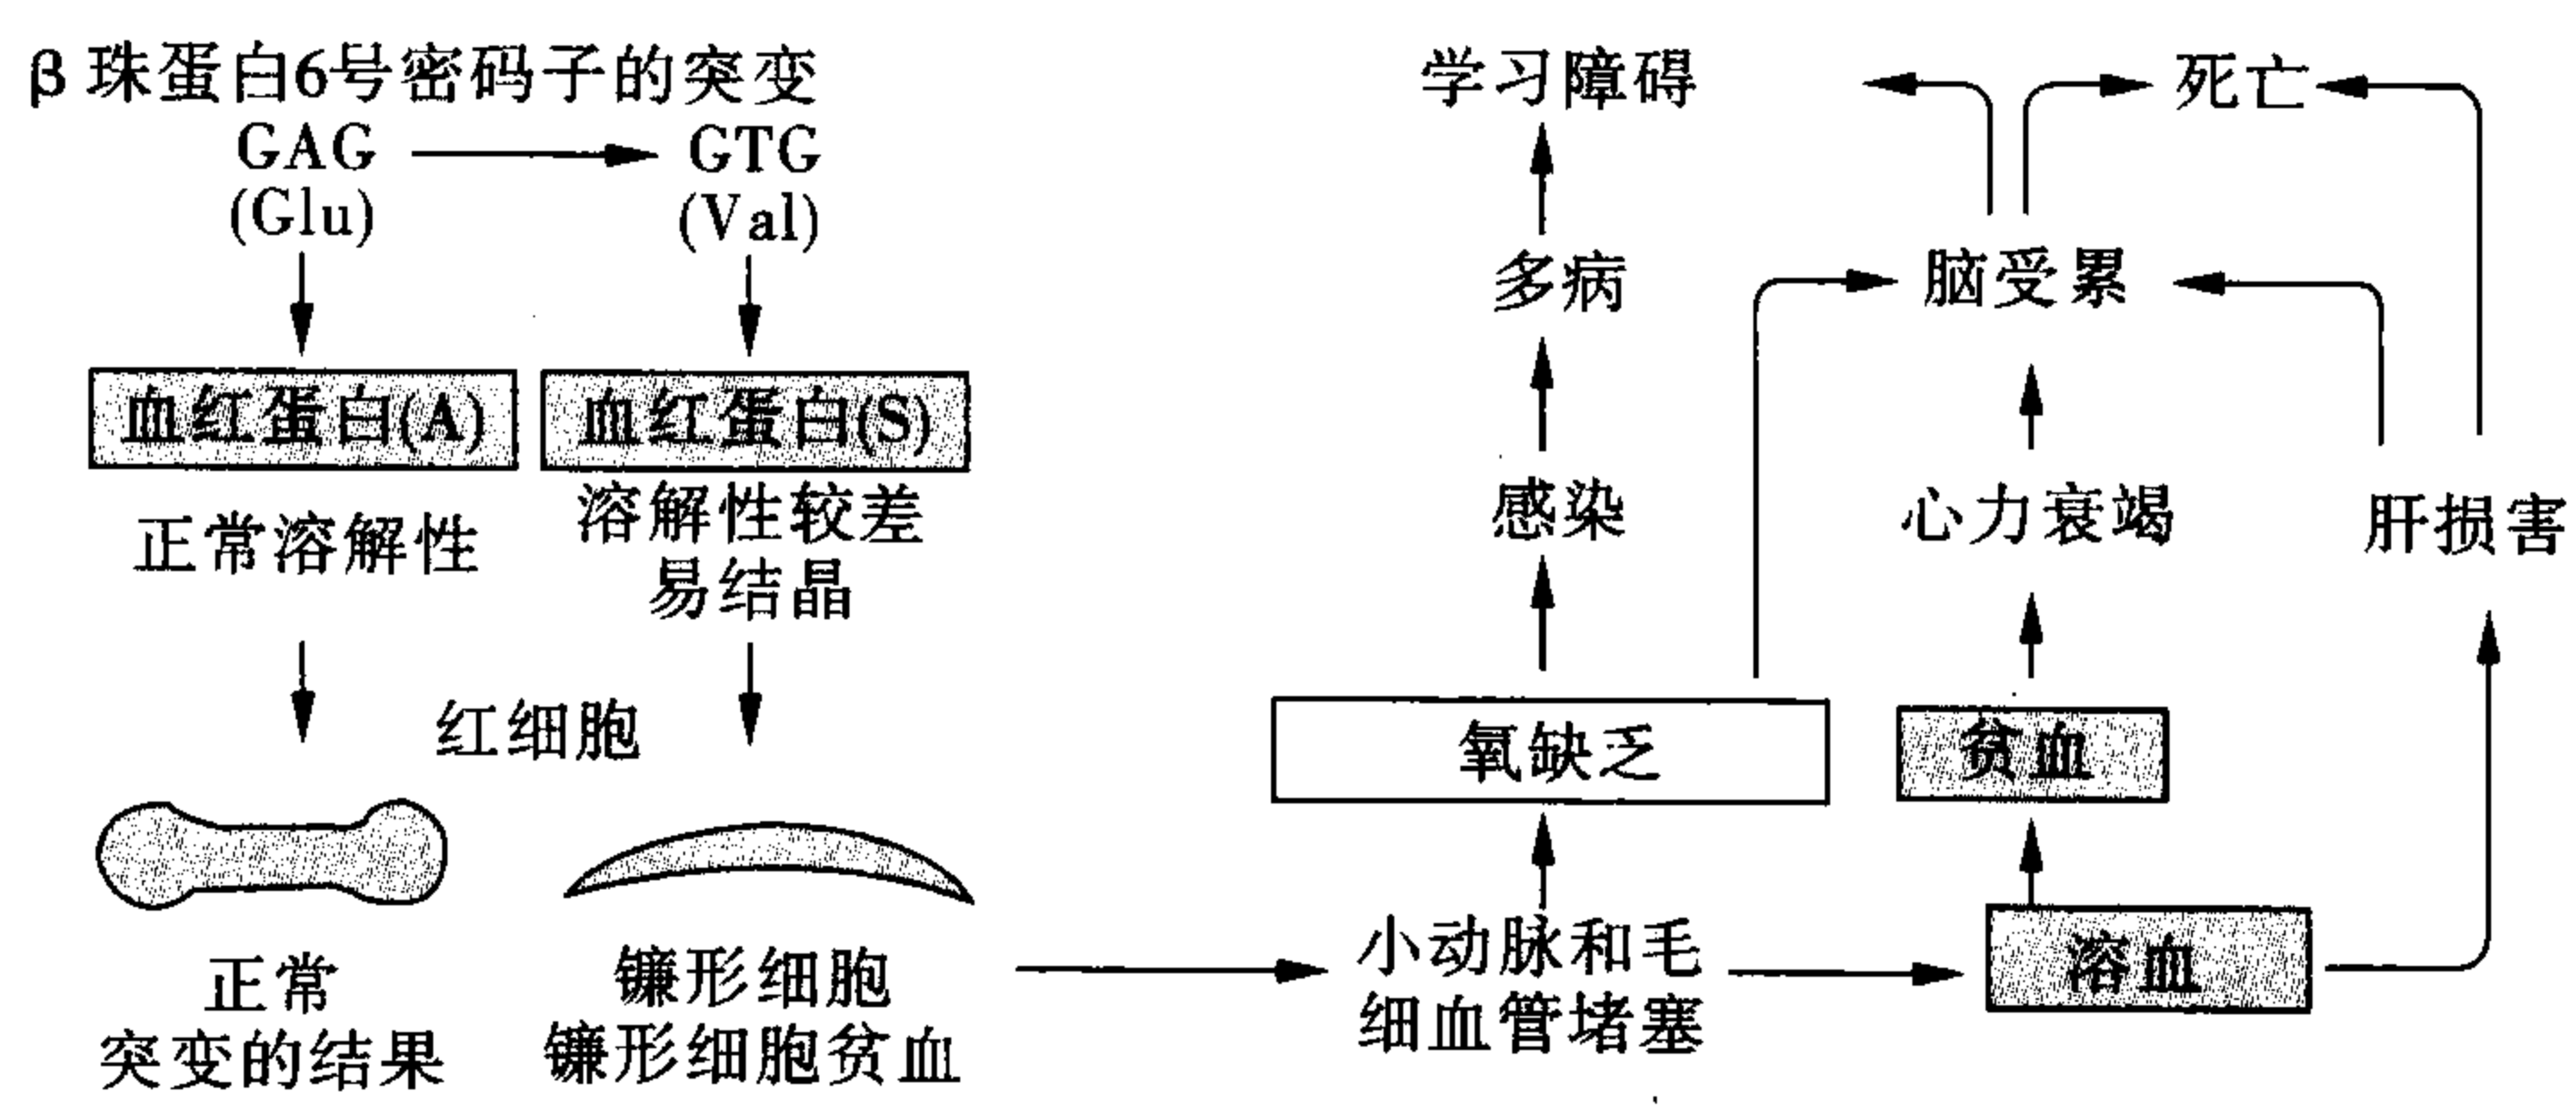 β珠蛋白6号密码子的突变
GAG
GTG
(Glu)
(Val)
血红蛋白(A)
血红蛋白(S)
正常溶解性
溶解性较差
易结晶
红细胞
正常
突变的结果
镰形细胞
镰形细胞贫血
学习障碍
死亡
多病
脑受累
感染
心力衰竭
肝损害
氧缺乏
贫血
小动脉和毛
细血管堵塞
溶血